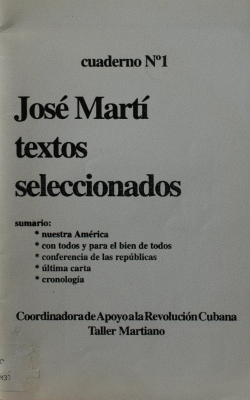 cuaderno Nº1
José Martí
textos
seleccionados
sumario:
* nuestra América
* con todos y para el bien de todos
* conferencia de las repúblicas
* última carta
* cronología
Coordinadora de Apoyo a la Revolución Cubana
Taller Martiano